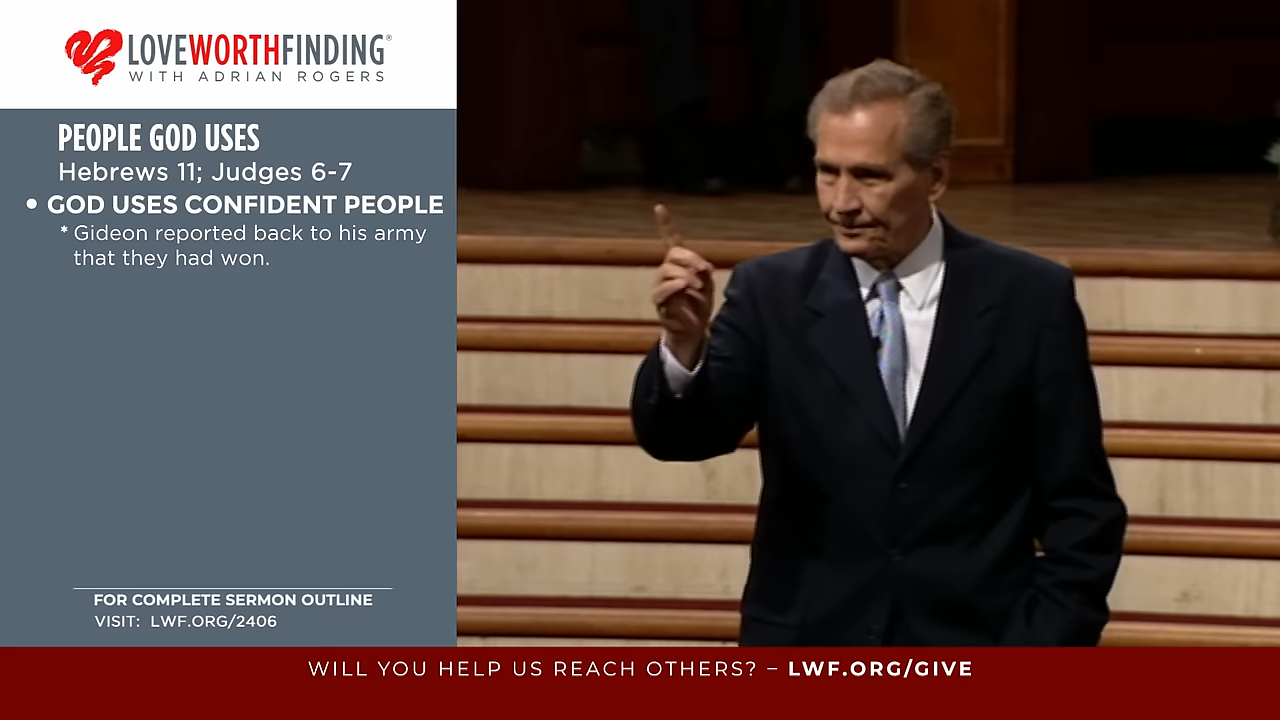 LOVEWORTHFINDING®
WITH ADRIAN ROGERS
PEOPLE GOD USES
Hebrews 11; Judges 6-7
• GOD USES CONFIDENT PEOPLE
* Gideon reported back to his army
that they had won.
FOR COMPLETE SERMON OUTLINE
VISIT: LWF.ORG/2406
WILL YOU HELP US REACH OTHERS? – LWF.ORG/GIVE